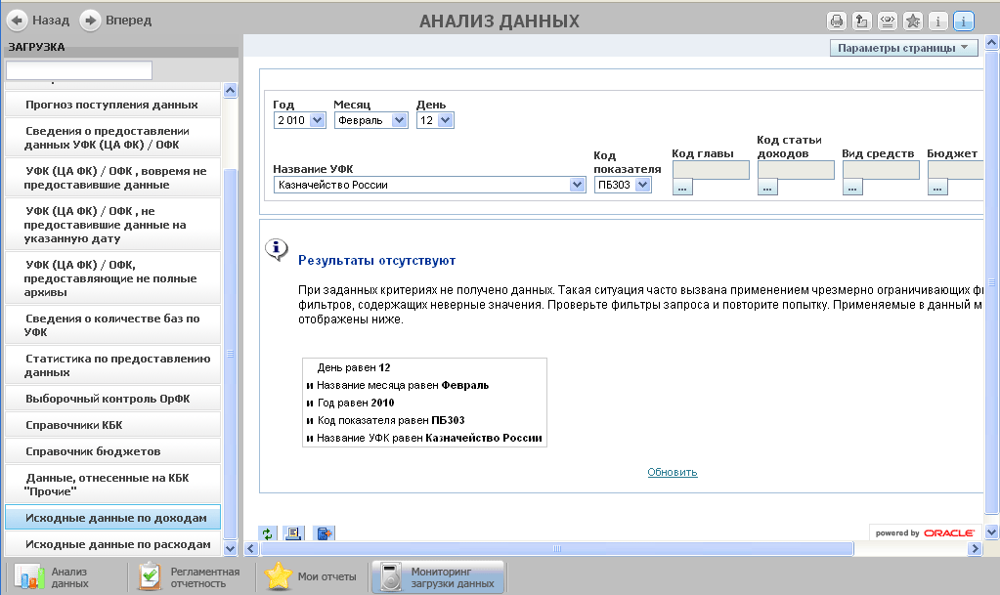 Назад Вперед АНАЛИЗ ДАННЫХ
ЗАГРУЗКА
Параметры страницы
Прогноз поступления данных
Сведения о предоставлении
данных УФК (ЦА ФК) / ОФК
УФК (ЦА ФК) / ОФК , вовремя не
предоставившие данные
УФК (ЦА ФК) / ОФК , не
предоставившие данные на
указанную дату
УФК (ЦА ФК) / ОФК,
предоставляющие не полные
архивы
Сведения о количестве баз по
УФК
Статистика по предоставлению
данных
Выборочный контроль ОрФК
Справочники КБК
Справочник бюджетов
Данные, отнесенные на КБК
"Прочие"
Исходные данные по доходам
Исходные данные по расходам
Год Месяц День
2 010 Февраль 12
Название УФК
Казначейство России
Код
показателя
ПБ303
Код главы
...
Код статьи
доходов
...
Вид средств
...
Бюджет
...
Результаты отсутствуют
При заданных критериях не получено данных. Такая ситуация часто вызвана применением чрезмерно ограничивающих
фильтров, содержащих неверные значения. Проверьте фильтры запроса и повторите попытку. Применяемые в данный
отображены ниже.
День равен 12
и Название месяца равен Февраль
и Год равен 2010
и Код показателя равен ПБ303
и Название УФК равен Казначейство России
Обновить
powered by ORACLE
Анализ
данных
Регламентная
отчетность
Мои отчеты
Мониторинг
загрузки данных